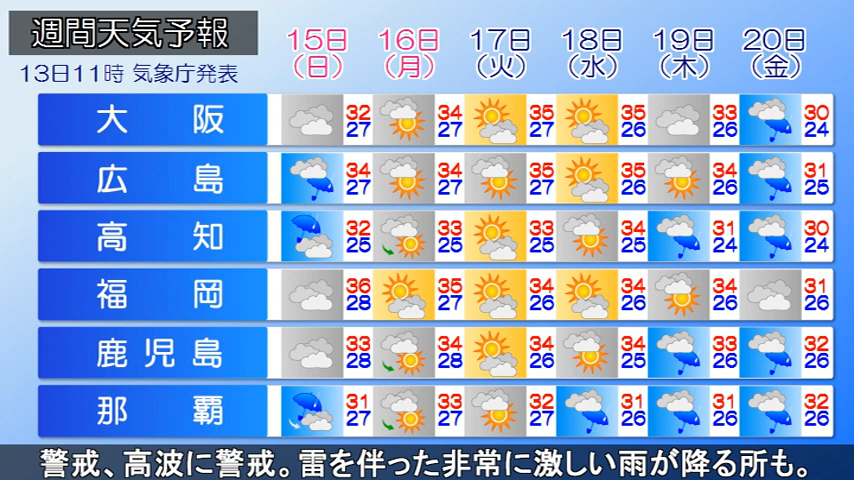 週間天気予報
13日11時 気象庁発表
15日 16日 17日 18日 19日 20日
(日) (月) (火) (水) (木) (金)
大阪 32 27 34 27 35 27 35 26 33 26 30 24
広島 34 27 34 27 35 27 35 26 34 26 31 25
高知 32 25 33 25 33 25 34 25 31 24 30 24
福岡 36 28 35 27 34 26 34 26 34 26 31 26
鹿児島 33 28 34 28 34 26 34 25 33 26 32 26
那覇 31 27 33 27 32 27 31 26 31 26 32 26
警戒、高波に警戒。雷を伴った非常に激しい雨が降る所も。